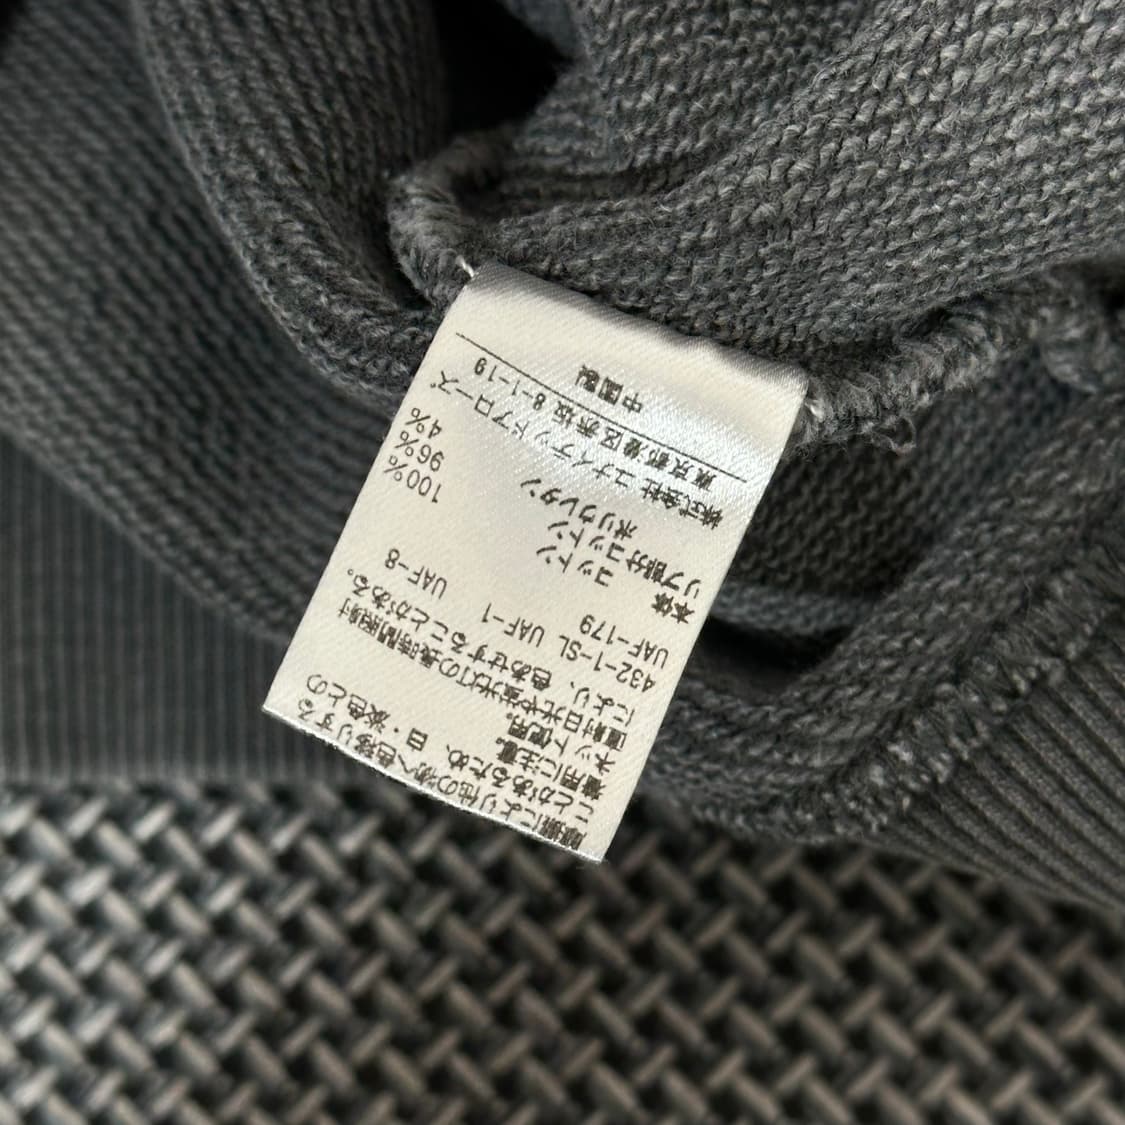 により他の物へ色移りする
ことがあるため、白・淡色との
着用に注意。
ネット使用。
直射日光や蛍光灯の長時間照射
により、色あせすることがある。
432-1-SL UAF-1 UAF-8
UAF-179
本体 コットン 100%
リブ部分 コットン 96%
ポリウレタン 4%
株式会社 ユナイテッドアローズ
東京都港区赤坂 8-1-19
中国製